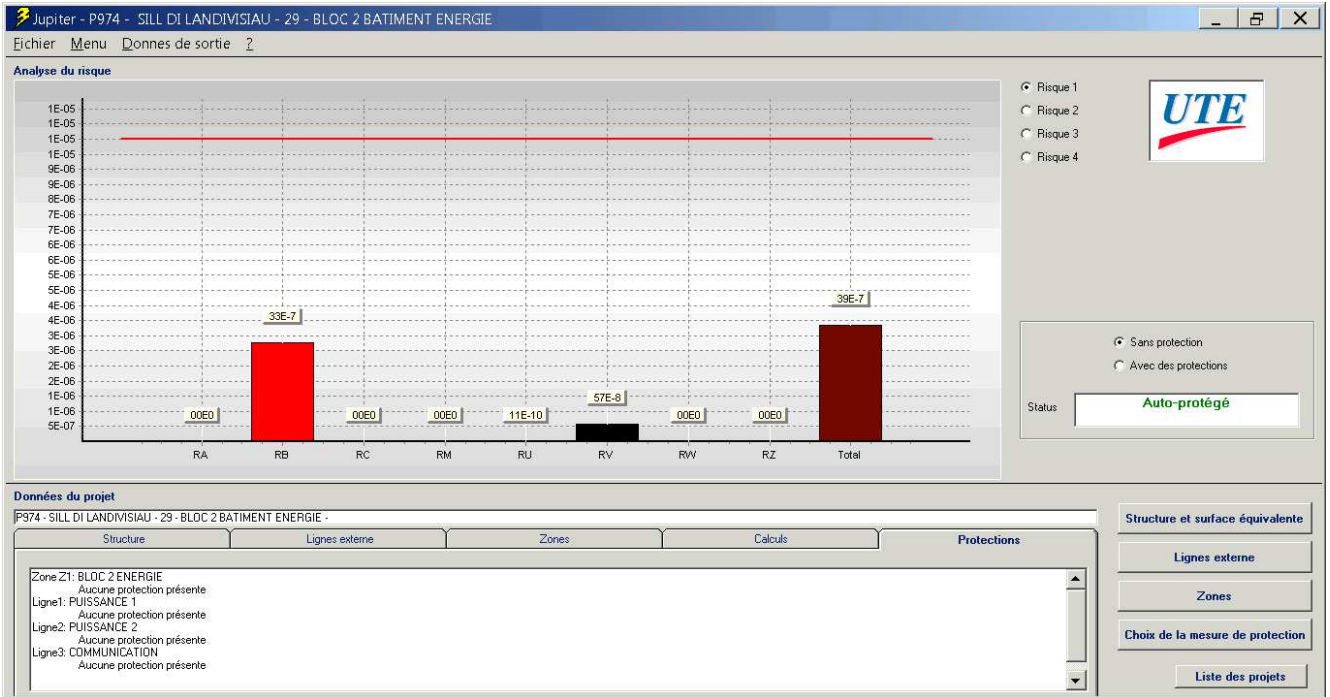 Jupiter - P974 - SILL DI LANDIVISIAU - 29 - BLOC 2 BATIMENT ENERGIE
Fichier Menu Donnes de sortie ?
Analyse du risque
1E-05
1E-05
1E-05
1E-05
9E-06
9E-06
8E-06
7E-06
7E-06
6E-06
6E-06
5E-06
5E-06
4E-06
4E-06
3E-06
3E-06
2E-06
2E-06
1E-06
1E-06
5E-07
00E0
33E-7
00E0
00E0
11E-10
57E-8
00E0
00E0
39E-7
RA RB RC RM RU RV RW RZ Total
Risque 1
Risque 2
Risque 3
Risque 4
UTE
Sans protection
Avec des protections
Status Auto-protégé
Données du projet
P974 - SILL DI LANDIVISIAU - 29 - BLOC 2 BATIMENT ENERGIE -
Structure Lignes externe Zones Calculs Protections
Zone Z1: BLOC 2 ENERGIE
Aucune protection présente
Ligne1: PUISSANCE 1
Aucune protection présente
Ligne2: PUISSANCE 2
Aucune protection présente
Ligne3: COMMUNICATION
Aucune protection présente
Structure et surface équivalente
Lignes externe
Zones
Choix de la mesure de protection
Liste des projets